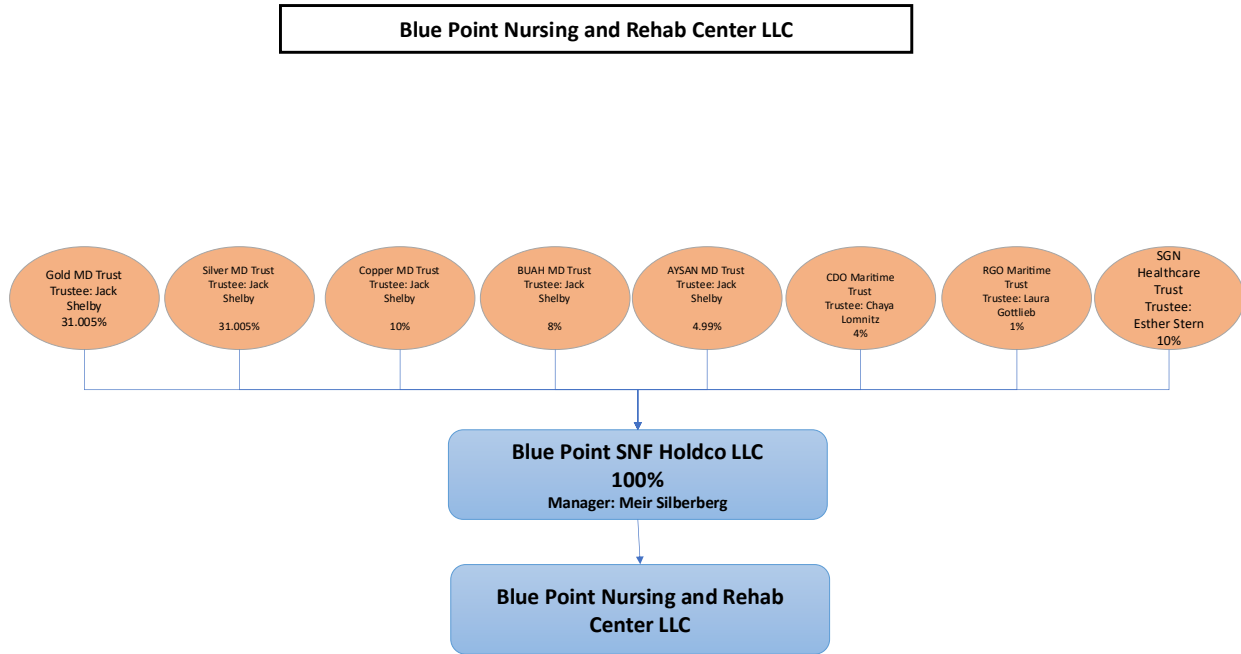 Blue Point Nursing and Rehab Center LLC
Gold MD Trust
Trustee: Jack
Shelby
31.005%
Silver MD Trust
Trustee: Jack
Shelby
31.005%
Copper MD Trust
Trustee: Jack
Shelby
10%
BUAH MD Trust
Trustee: Jack
Shelby
8%
AYSAN MD Trust
Trustee: Jack
Shelby
4.99%
CDO Maritime
Trust
Trustee: Chaya
Lomnitz
4%
RGO Maritime
Trust
Trustee: Laura
Gottlieb
1%
SGN
Healthcare
Trust
Trustee:
Esther Stern
10%
Blue Point SNF Holdco LLC
100%
Manager: Meir Silberberg
Blue Point Nursing and Rehab
Center LLC